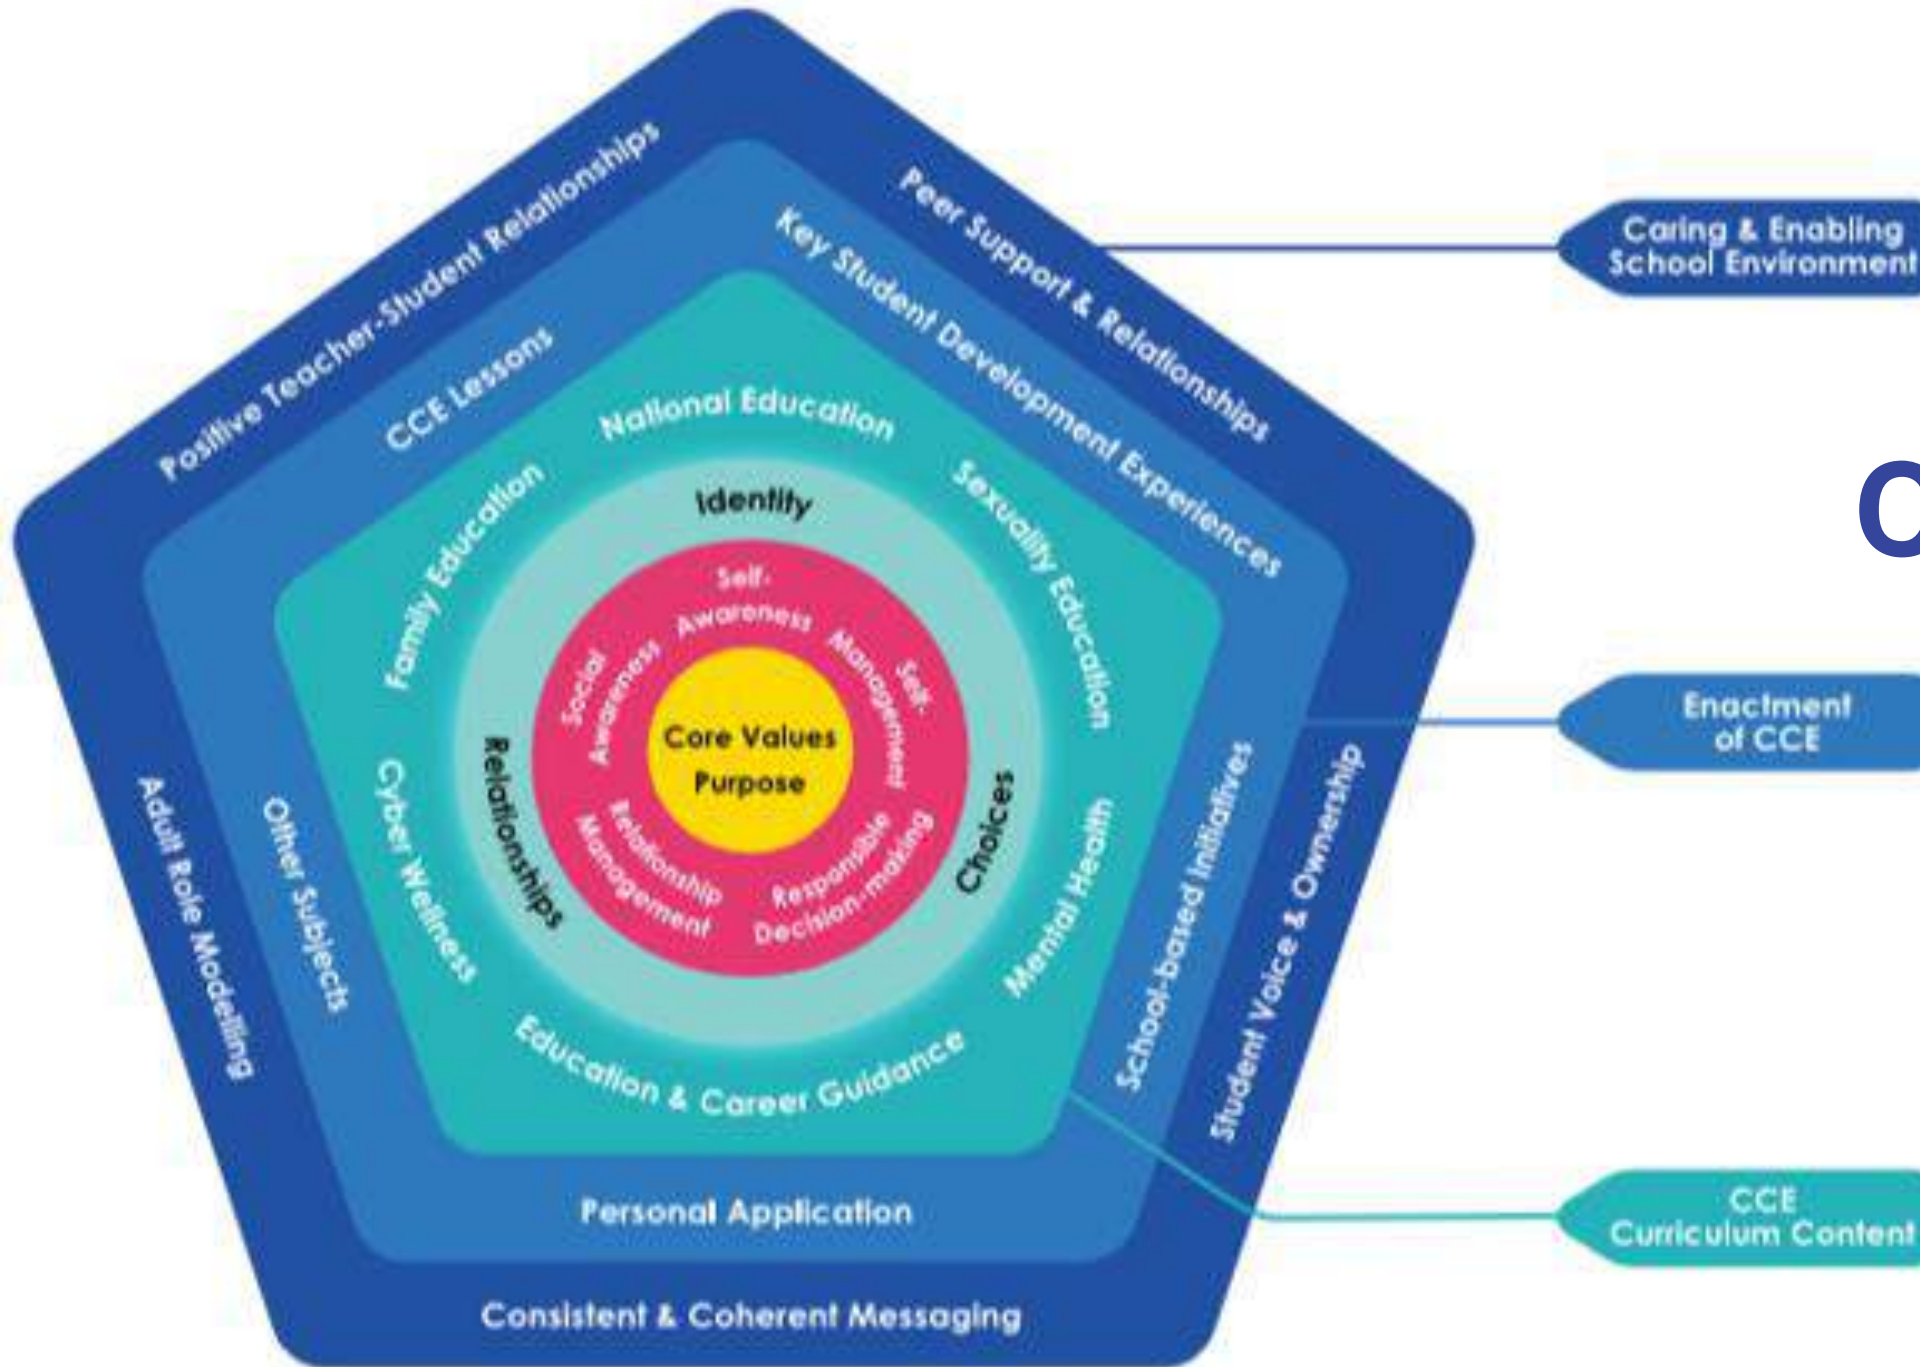 Positive Teacher-Student Relationships
Peer Support & Relationships
Caring & Enabling
School Environment
CCE Lessons
Key Student Development Experiences
National Education
Family Education
Sexuality Education
Identity
Self-
Awareness
Social
Awareness
Self-
Management
Core Values
Purpose
Relationships
Choices
Relationship
Management
Responsible
Decision-making
Enactment
of CCE
C
Cyber Wellness
Mental Health
Education & Career Guidance
Adult Role Modelling
Other Subjects
School-based Initiatives
Student Voice & Ownership
CCE
Curriculum Content
Personal Application
Consistent & Coherent Messaging